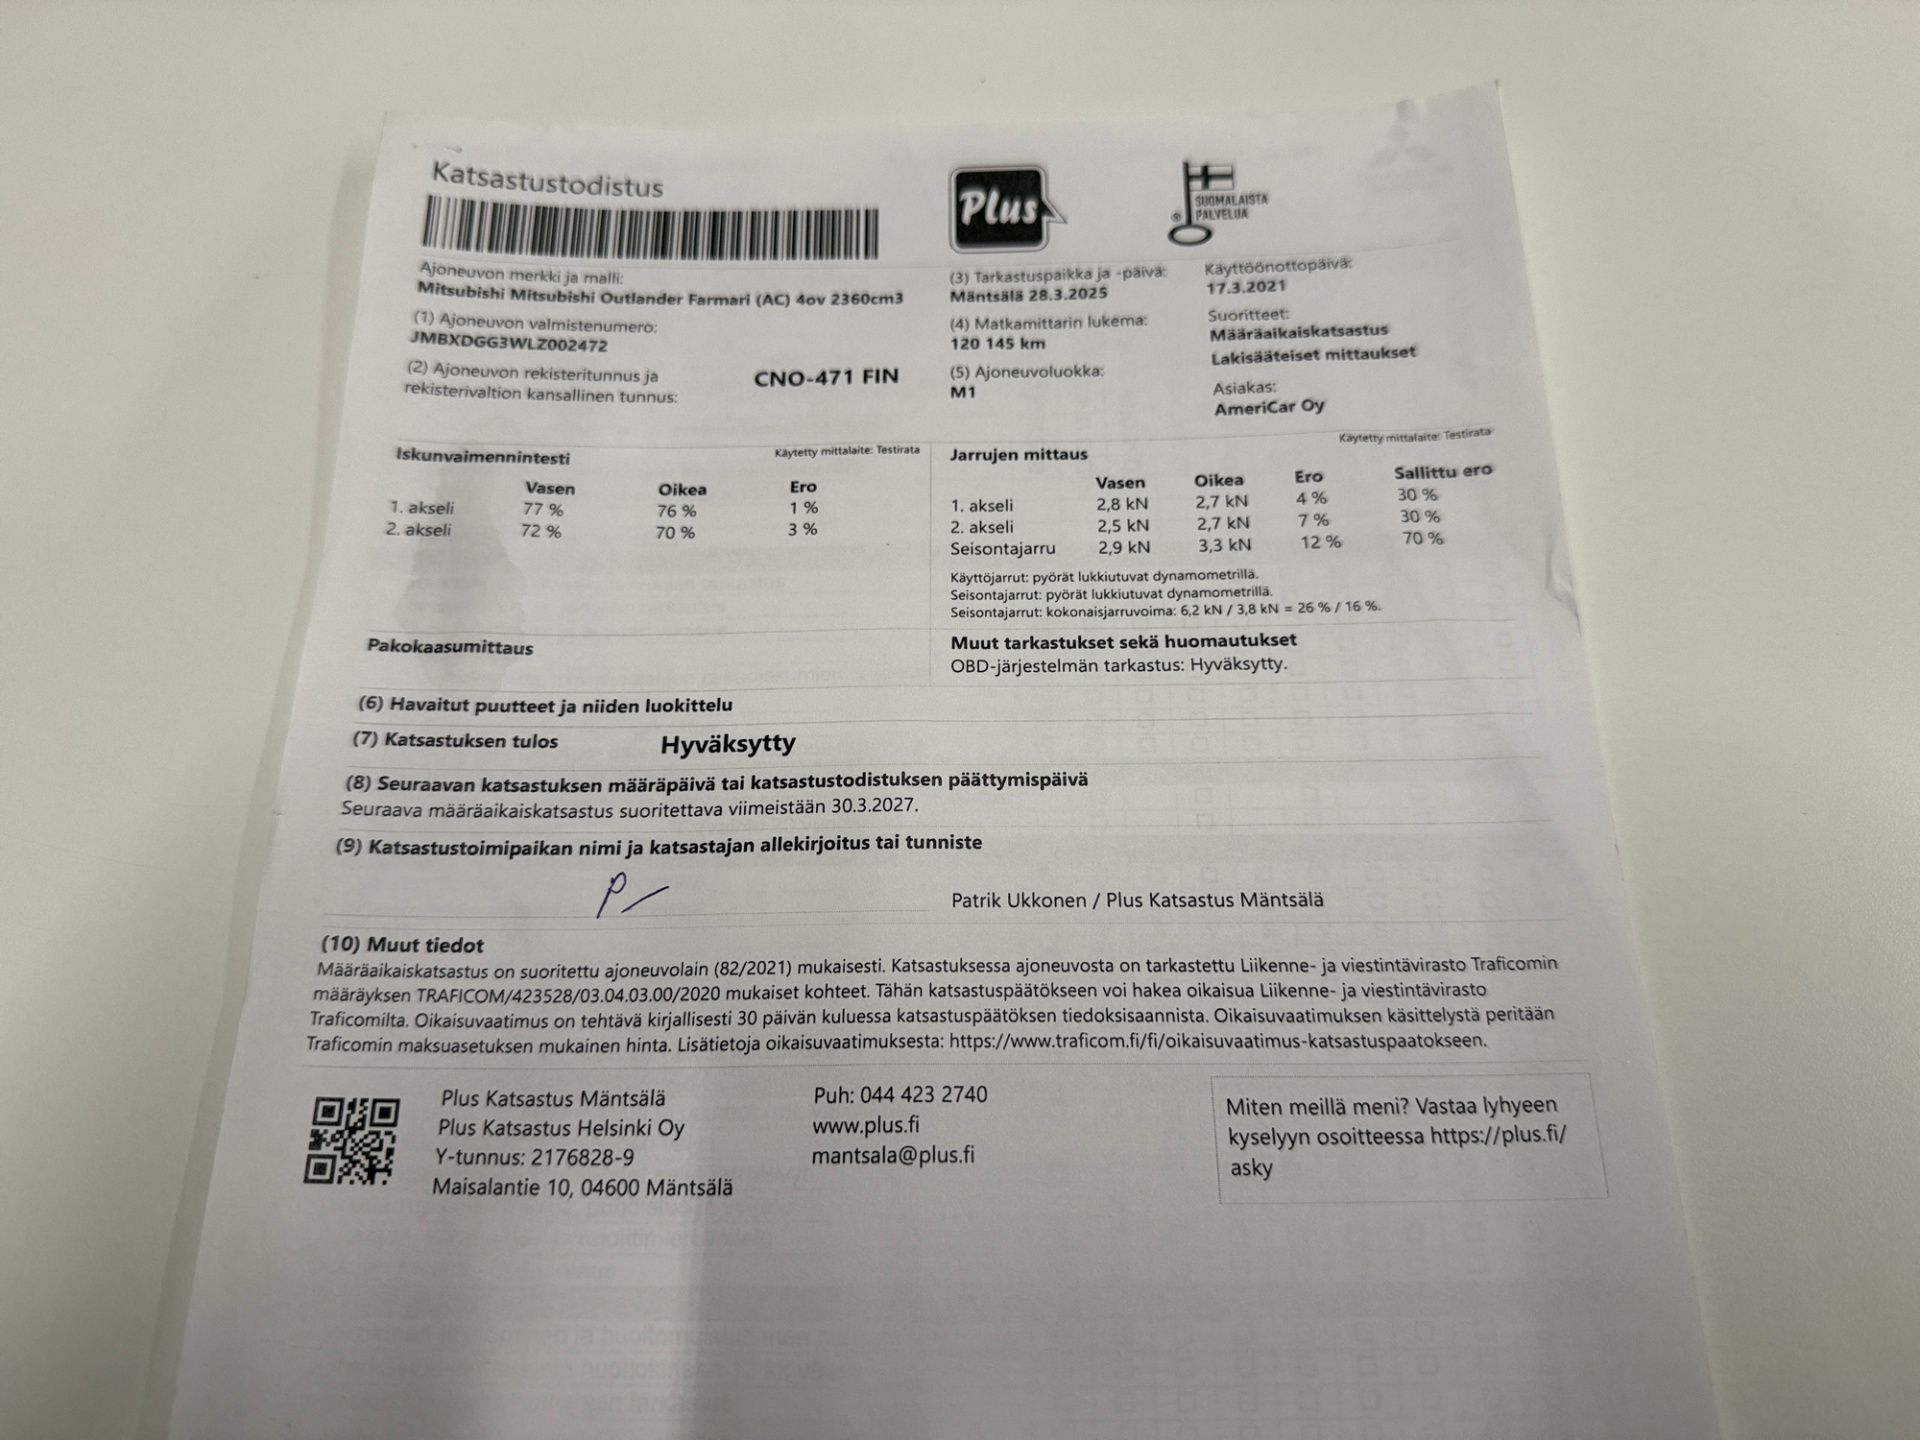 Katsastustodistus
Plus
SUOMALAISTA
PALVELUA
Ajoneuvon merkki ja malli:
Mitsubishi Mitsubishi Outlander Farmari (AC) 4ov 2360cm3
(1) Ajoneuvon valmistenumero:
JMBXDGG3WLZ002472
(2) Ajoneuvon rekisteritunnus ja
rekisterivaltion kansallinen tunnus:
CNO-471 FIN
(3) Tarkastuspaikka ja -päivä:
Mäntsälä 28.3.2025
(4) Matkamittarin lukema:
120 145 km
(5) Ajoneuvoluokka:
M1
Käyttöönottopäivä:
17.3.2021
Suoritteet:
Määräaikaiskatsastus
Lakisääteiset mittaukset
Asiakas:
AmeriCar Oy
Iskunvaimennintesti
Käytetty mittalaite: Testirata
Vasen Oikea Ero
1. akseli 77 % 76 % 1 %
2. akseli 72 % 70 % 3 %
Jarrujen mittaus
Käytetty mittalaite: Testirata
Vasen Oikea Ero Sallittu ero
1. akseli 2,8 kN 2,7 kN 4 % 30 %
2. akseli 2,5 kN 2,7 kN 7 % 30 %
Seisontajarru 2,9 kN 3,3 kN 12 % 70 %
Käyttöjarrut: pyörät lukkiutuvat dynamometrillä.
Seisontajarrut: pyörät lukkiutuvat dynamometrillä.
Seisontajarrut: kokonaisjarruvoima: 6,2 kN / 3,8 kN = 26 % / 16 %.
Pakokaasumittaus
Muut tarkastukset sekä huomautukset
OBD-järjestelmän tarkastus: Hyväksytty.
(6) Havaitut puutteet ja niiden luokittelu
(7) Katsastuksen tulos Hyväksytty
(8) Seuraavan katsastuksen määräpäivä tai katsastustodistuksen päättymispäivä
Seuraava määräaikaiskatsastus suoritettava viimeistään 30.3.2027.
(9) Katsastustoimipaikan nimi ja katsastajan allekirjoitus tai tunniste
Patrik Ukkonen / Plus Katsastus Mäntsälä
(10) Muut tiedot
Määräaikaiskatsastus on suoritettu ajoneuvolain (82/2021) mukaisesti. Katsastuksessa ajoneuvosta on tarkastettu Liikenne- ja viestintävirasto Traficomin
määräyksen TRAFICOM/423528/03.04.03.00/2020 mukaiset kohteet. Tähän katsastuspäätökseen voi hakea oikaisua Liikenne- ja viestintävirasto
Traficomilta. Oikaisuvaatimus on tehtävä kirjallisesti 30 päivän kuluessa katsastuspäätöksen tiedoksisaannista. Oikaisuvaatimuksen käsittelystä peritään
Traficomin maksuasetuksen mukainen hinta. Lisätietoja oikaisuvaatimuksesta: https://www.traficom.fi/fi/oikaisuvaatimus-katsastuspaatokseen.
Plus Katsastus Mäntsälä
Plus Katsastus Helsinki Oy
Y-tunnus: 2176828-9
Maisalantie 10, 04600 Mäntsälä
Puh: 044 423 2740
www.plus.fi
mantsala@plus.fi
Miten meillä meni? Vastaa lyhyeen
kyselyyn osoitteessa https://plus.fi/
asky